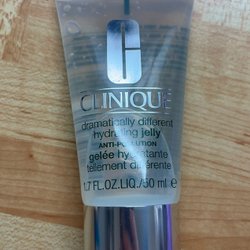 CLINIQUE
dramatically different
hydrating jelly
ANTI-POLLUTION
gelée hydratante
tellement différente
1.7 FL.OZ.LIQ./50 ml e